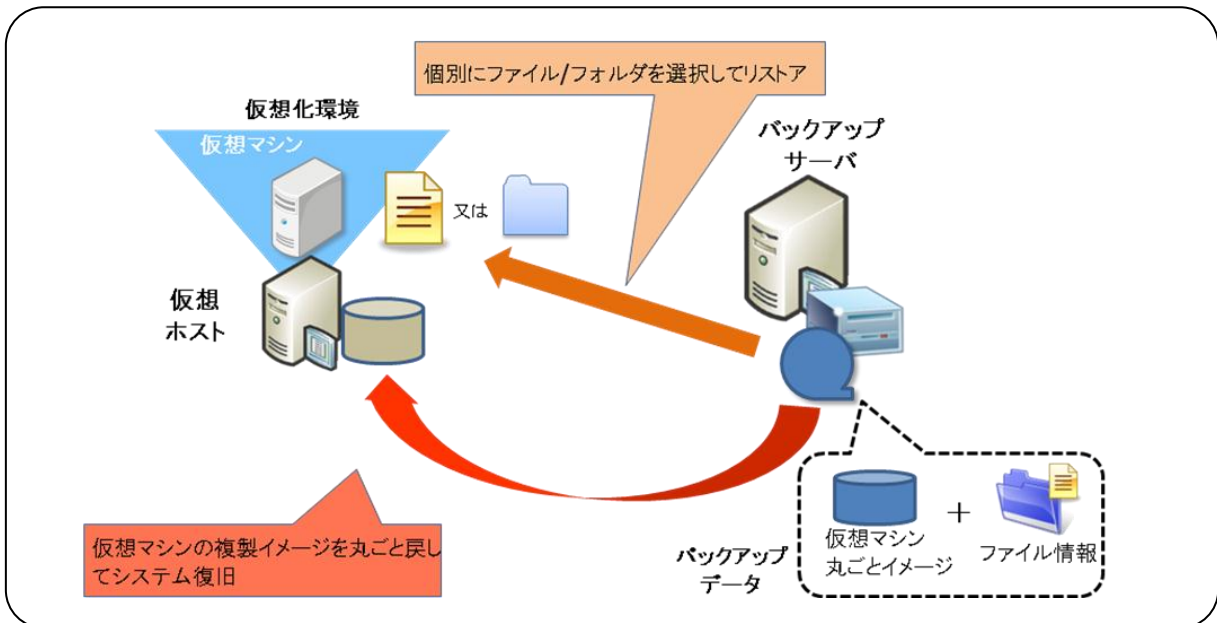 個別にファイル/フォルダを選択してリストア
仮想化環境
仮想マシン
又は
バックアップ
サーバ
仮想
ホスト
仮想マシンの複製イメージを丸ごと戻し
てシステム復旧
バックアップ
データ
仮想マシン
丸ごとイメージ
+
ファイル情報